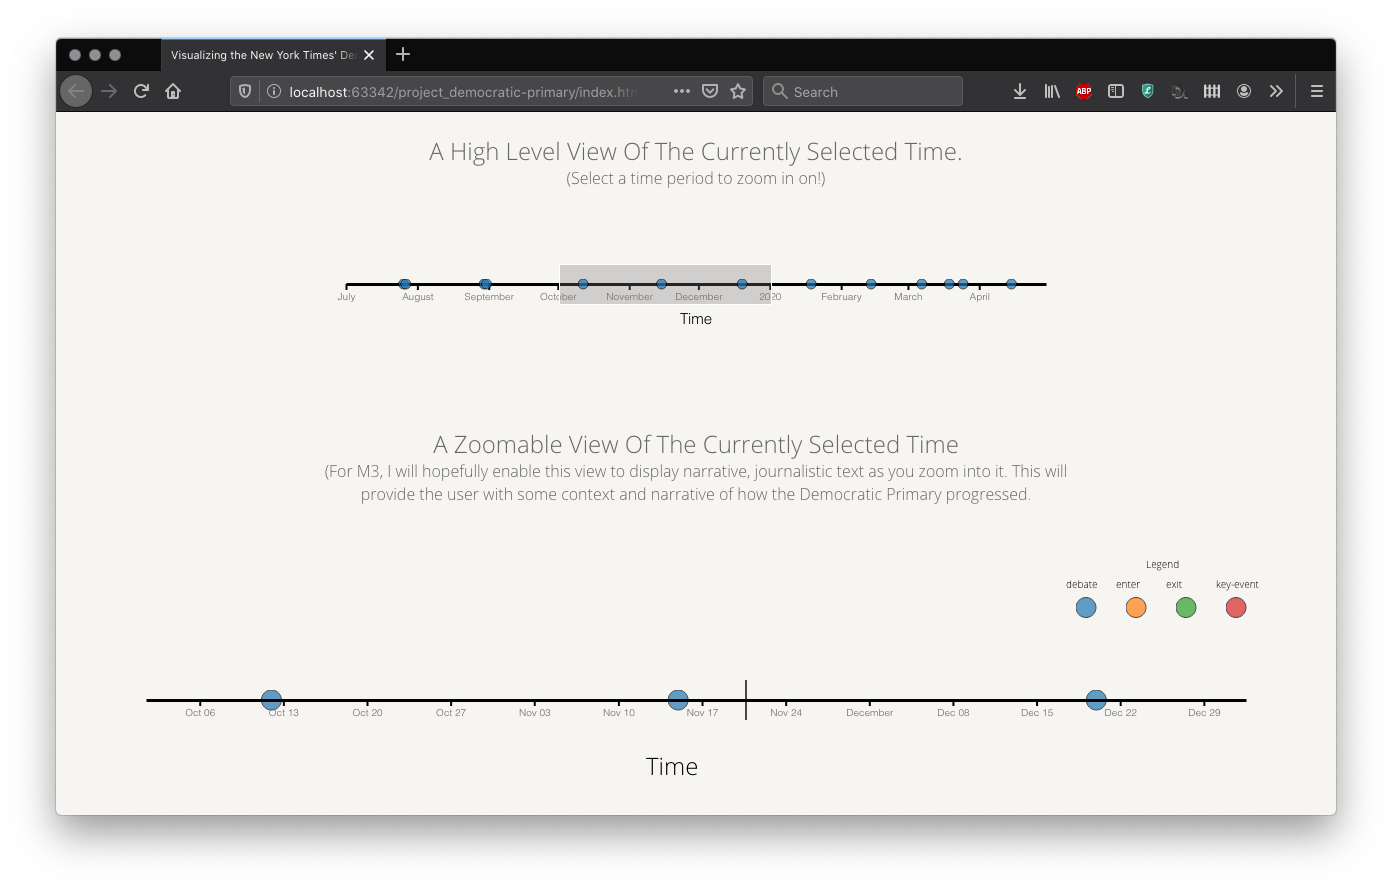 Visualizing the New York Times' De
localhost:63342/project_democratic-primary/index.htm
Search
ABP
A High Level View Of The Currently Selected Time.
(Select a time period to zoom in on!)
July August September October November December 2020 February March April
Time
A Zoomable View Of The Currently Selected Time
(For M3, I will hopefully enable this view to display narrative, journalistic text as you zoom into it. This will
provide the user with some context and narrative of how the Democratic Primary progressed.
Legend
debate enter exit key-event
Oct 06 Oct 13 Oct 20 Oct 27 Nov 03 Nov 10 Nov 17 Nov 24 December Dec 08 Dec 15 Dec 22 Dec 29
Time